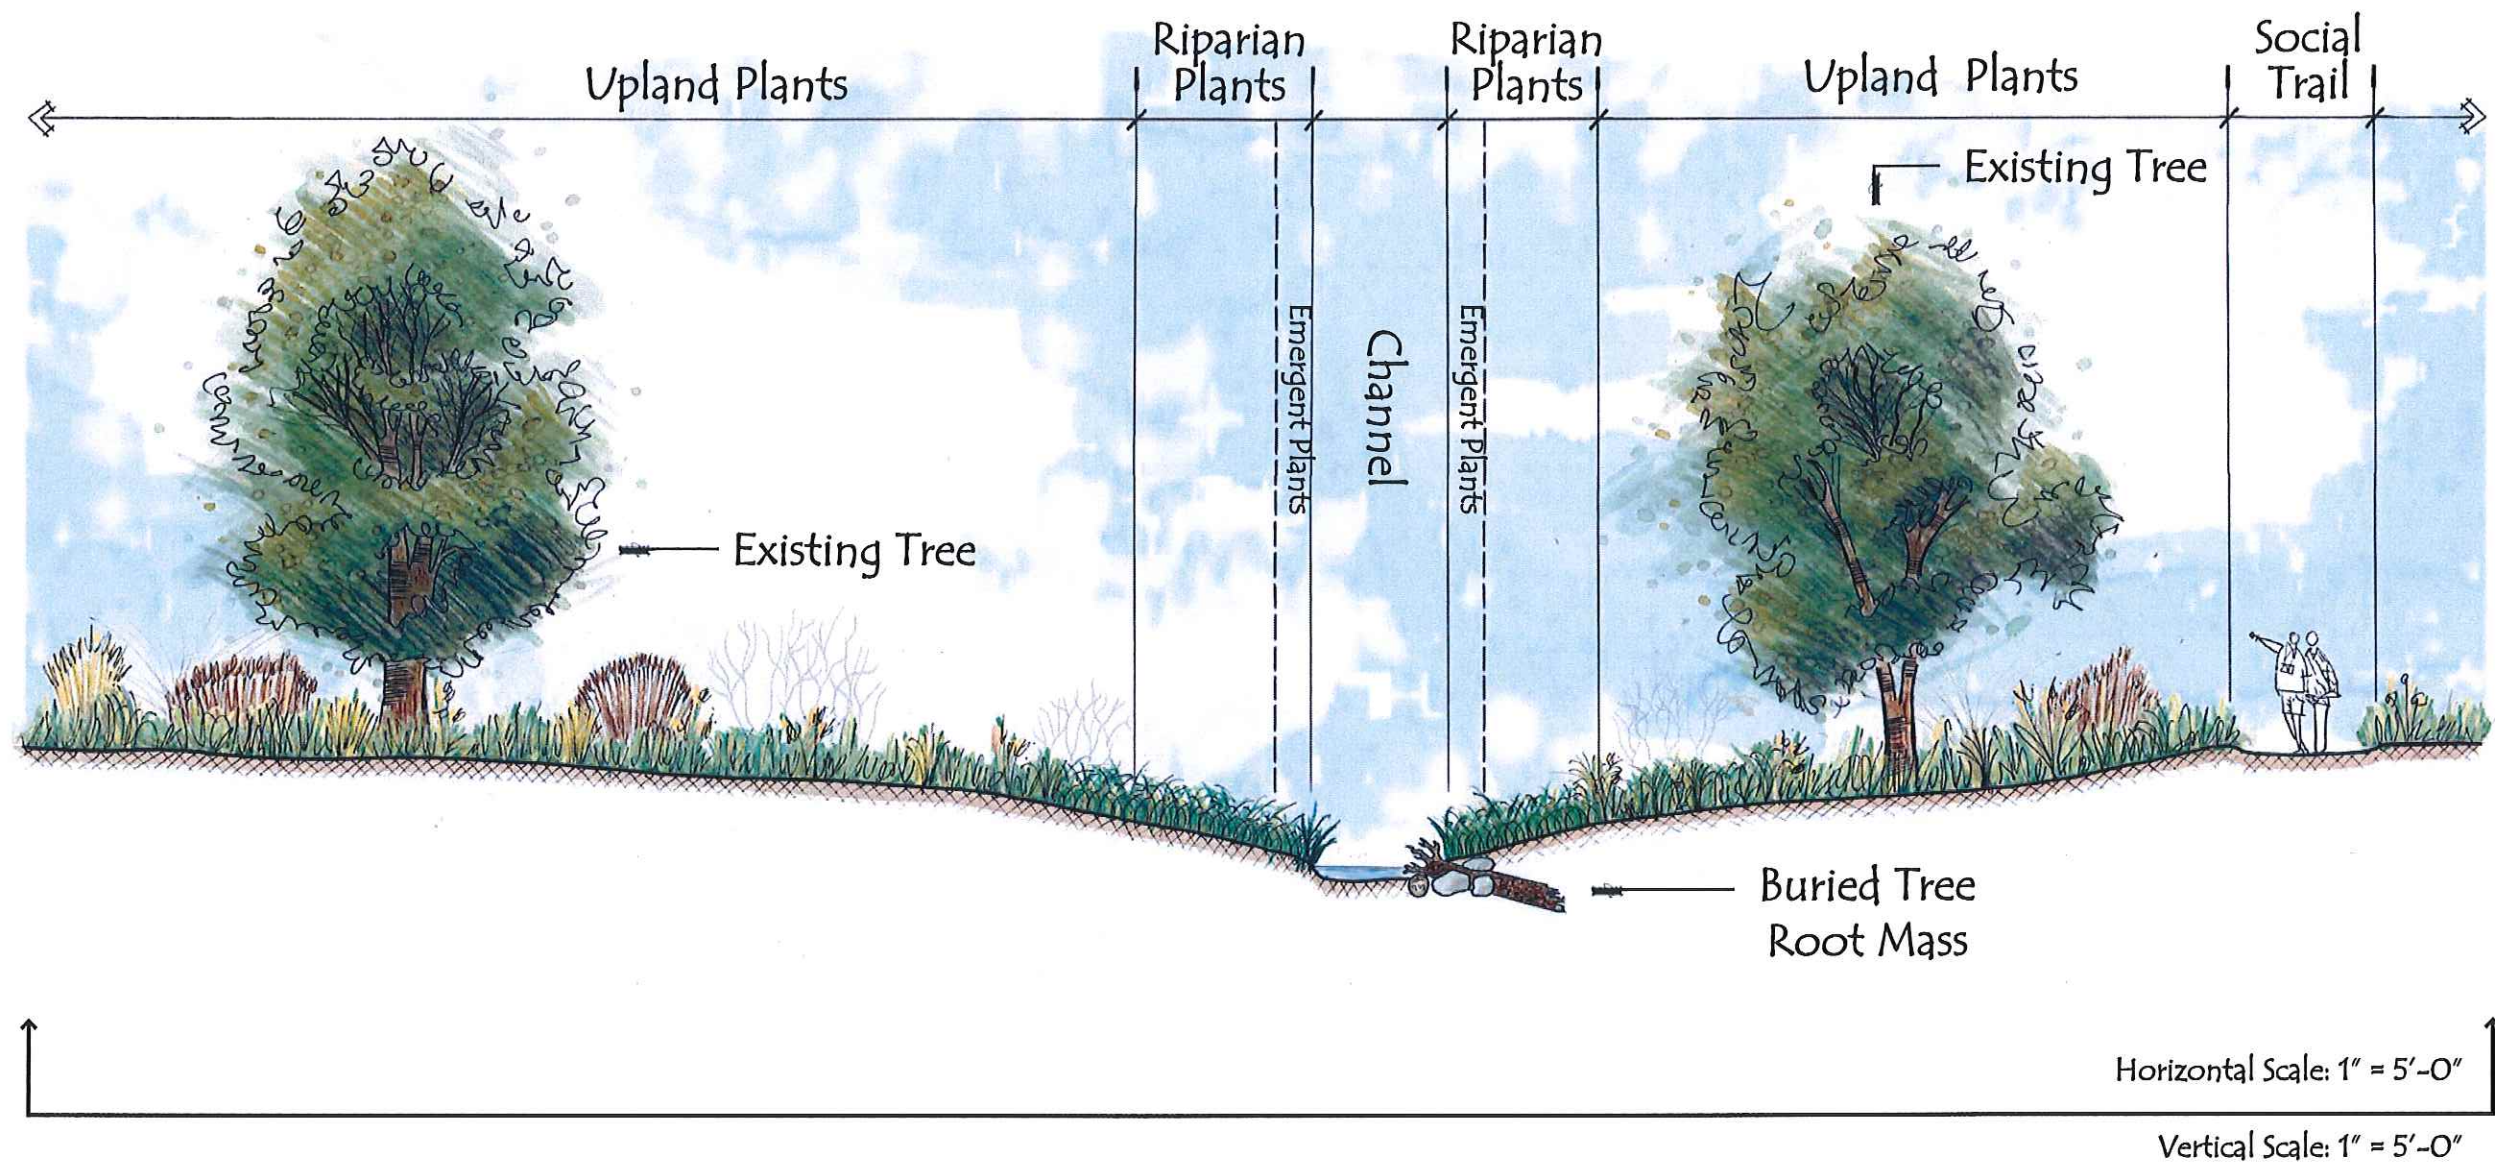 Upland Plants
Riparian
Plants
Riparian
Plants
Upland Plants
Social
Trail
Existing Tree
Emergent Plants
Channel
Emergent Plants
Existing Tree
Buried Tree
Root Mass
Horizontal Scale: 1" = 5'-0"
Vertical Scale: 1" = 5'-0"